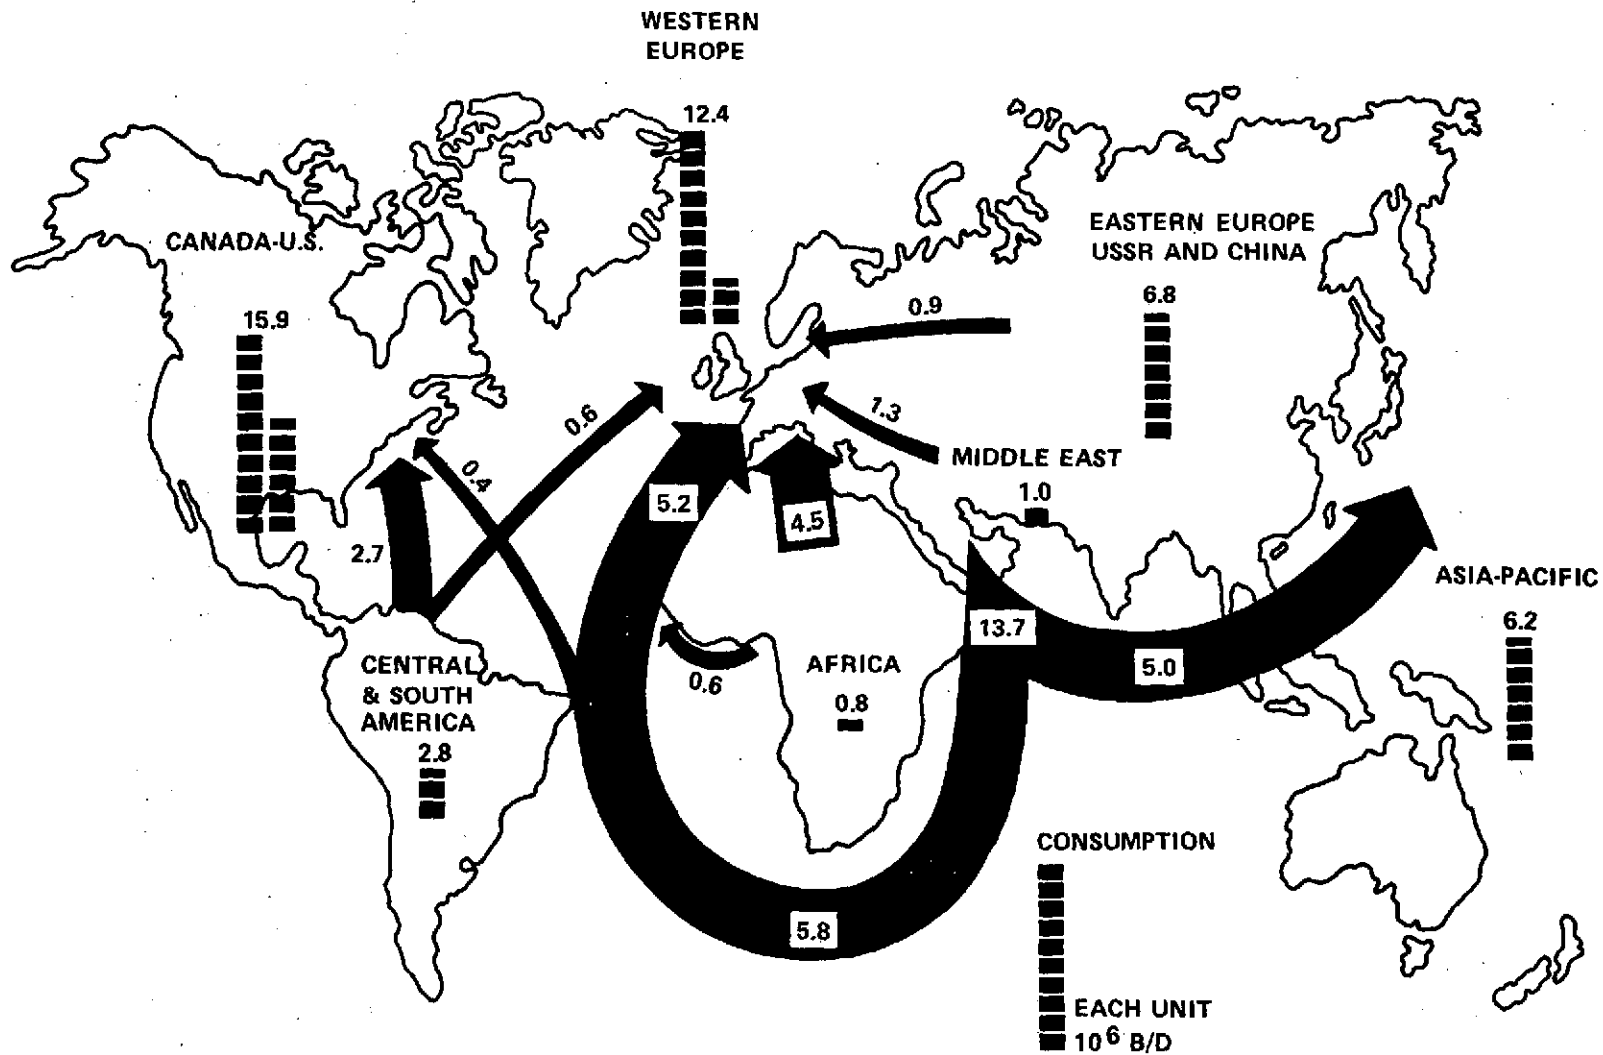 WESTERN
EUROPE
12.4
CANADA-U.S.
15.9
EASTERN EUROPE
USSR AND CHINA
6.8
0.9
0.6
1.3
0.4
MIDDLE EAST
1.0
5.2
4.5
2.7
ASIA-PACIFIC
6.2
13.7
5.0
CENTRAL
& SOUTH
AMERICA
2.8
0.6
AFRICA
0.8
5.8
CONSUMPTION
EACH UNIT
10⁶ B/D